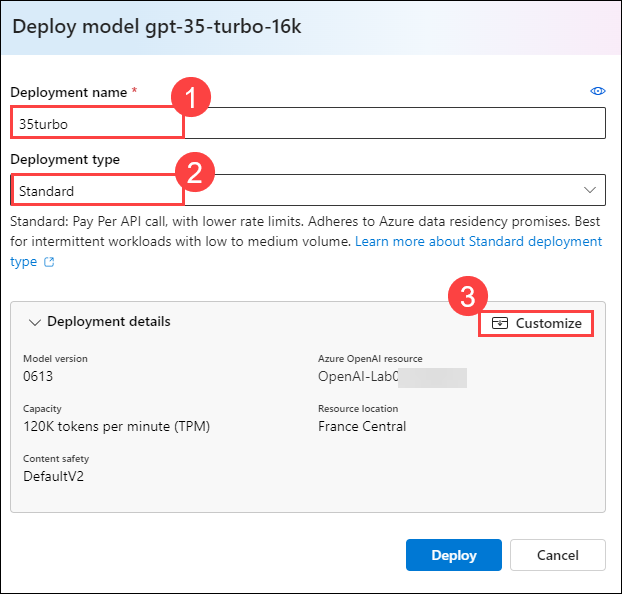 Deploy model gpt-35-turbo-16k
Deployment name *
1
35turbo
Deployment type
2
Standard
Standard: Pay Per API call, with lower rate limits. Adheres to Azure data residency promises. Best
for intermittent workloads with low to medium volume. Learn more about Standard deployment
type
3
Deployment details
Customize
Model version
0613
Azure OpenAI resource
OpenAI-Lab0
Capacity
120K tokens per minute (TPM)
Resource location
France Central
Content safety
DefaultV2
Deploy
Cancel